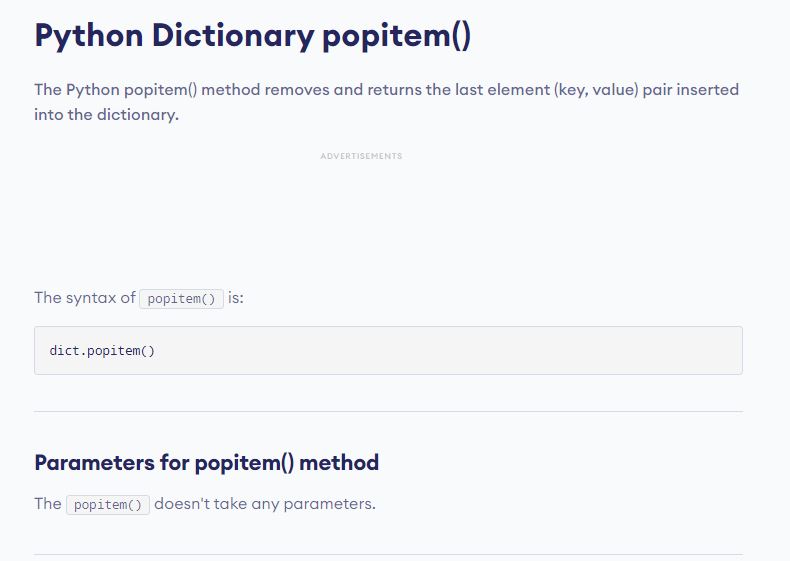 Python Dictionary popitem()
The Python popitem() method removes and returns the last element (key, value) pair inserted
into the dictionary.
ADVERTISEMENTS
The syntax of popitem() is:
dict.popitem()
Parameters for popitem() method
The popitem() doesn't take any parameters.